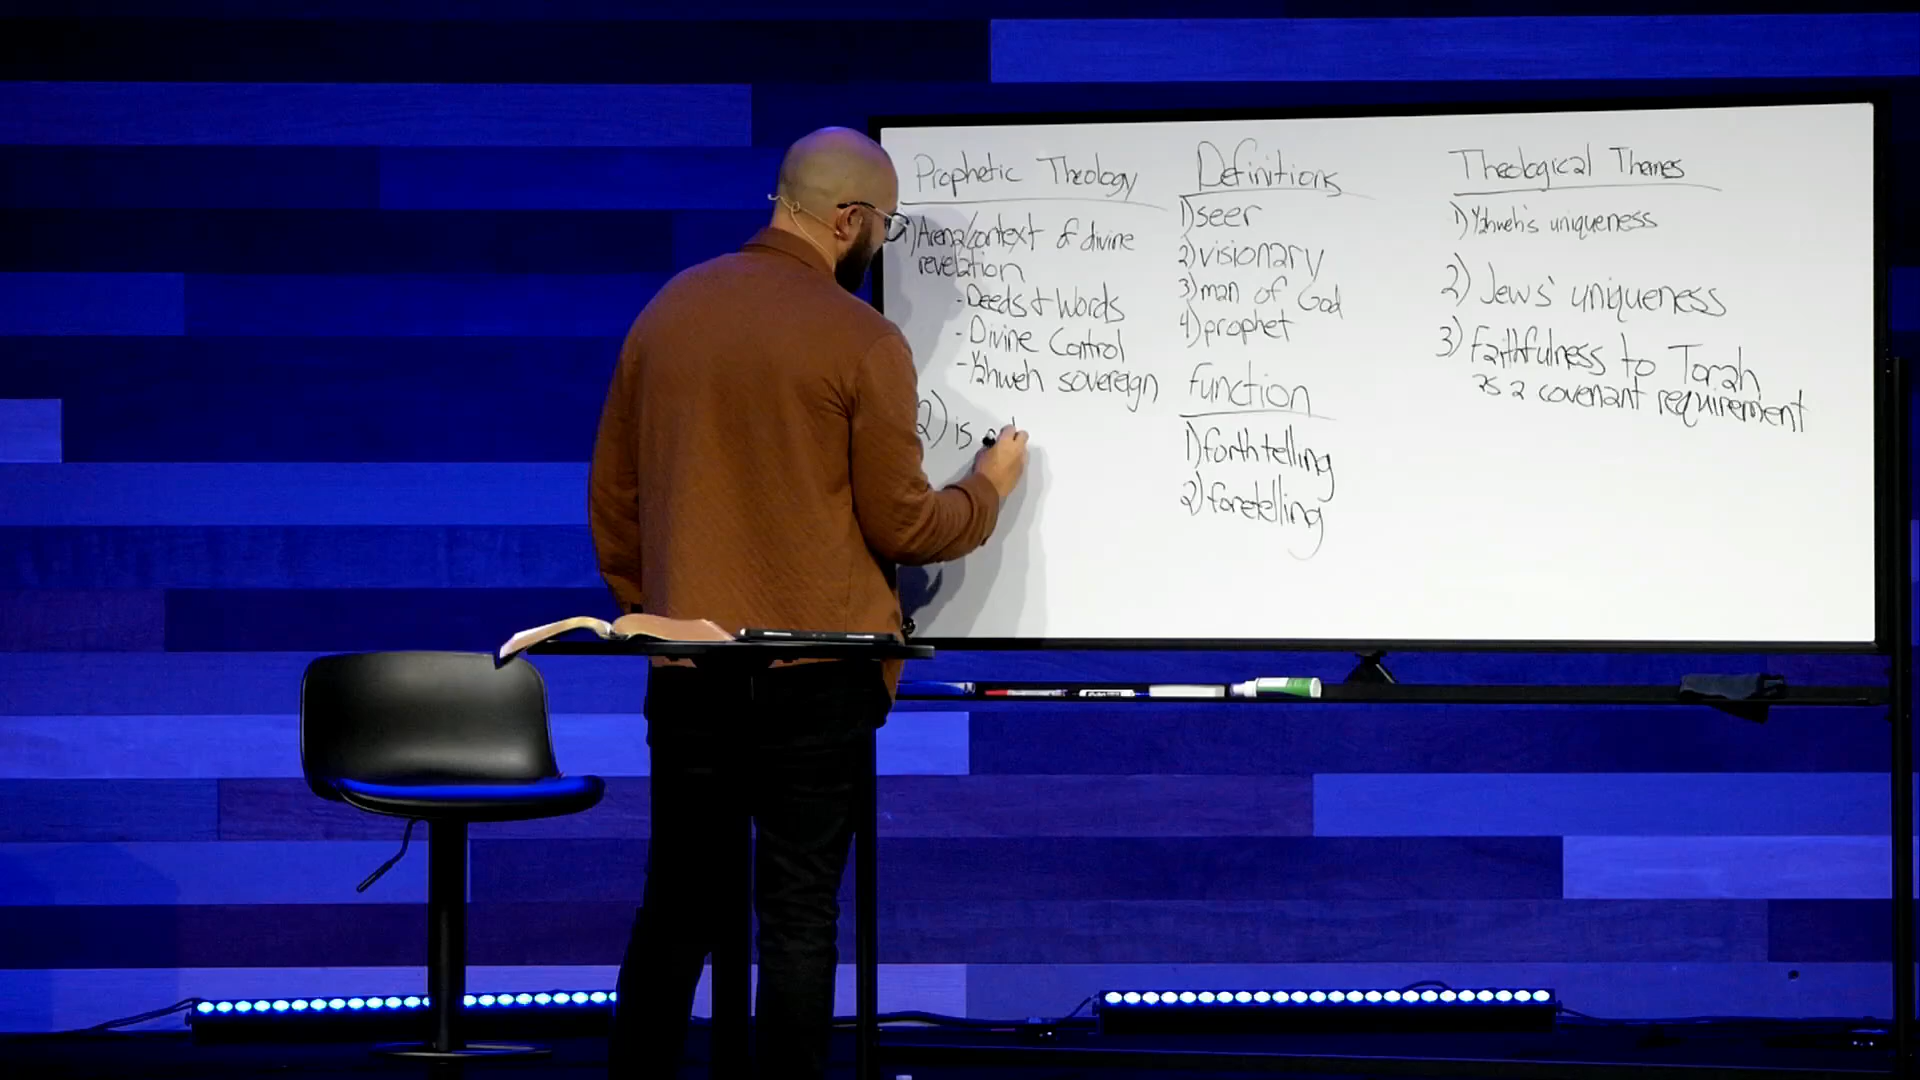 Prophetic Theology
1) Arena/context of divine
revelation
- Deeds & Words
- Divine Control
- Yahweh sovereign
2) is
Definitions
1) seer
2) visionary
3) man of God
4) prophet
Function
1) forthtelling
2) foretelling
Theological Themes
1) Yahweh's uniqueness
2) Jews' uniqueness
3) Faithfulness to Torah
as a covenant requirement